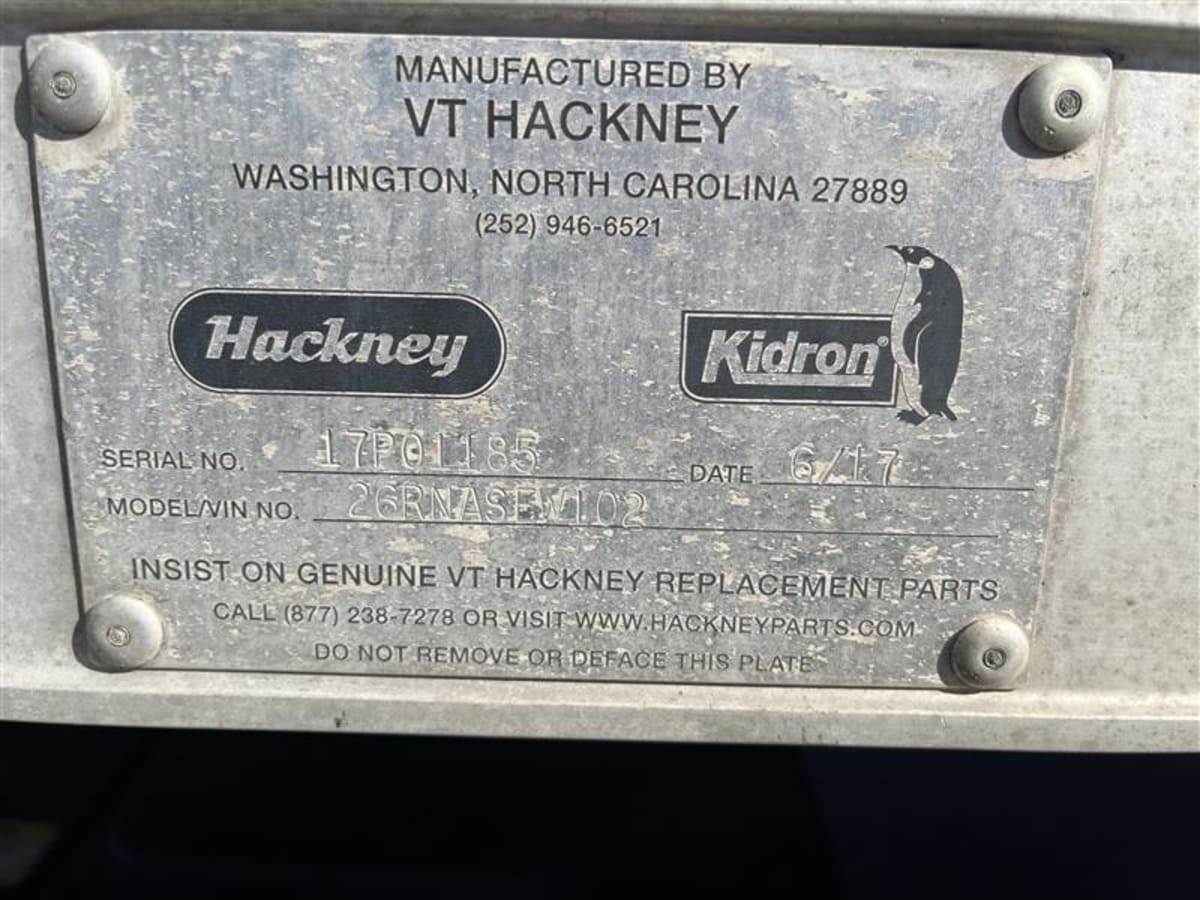 MANUFACTURED BY
VT HACKNEY
WASHINGTON, NORTH CAROLINA 27889
(252) 946-6521
Hackney
Kidron®
SERIAL NO. 17P01185 DATE 6/17
MODEL/VIN NO. 26RNASEW102
INSIST ON GENUINE VT HACKNEY REPLACEMENT PARTS
CALL (877) 238-7278 OR VISIT WWW.HACKNEYPARTS.COM
DO NOT REMOVE OR DEFACE THIS PLATE